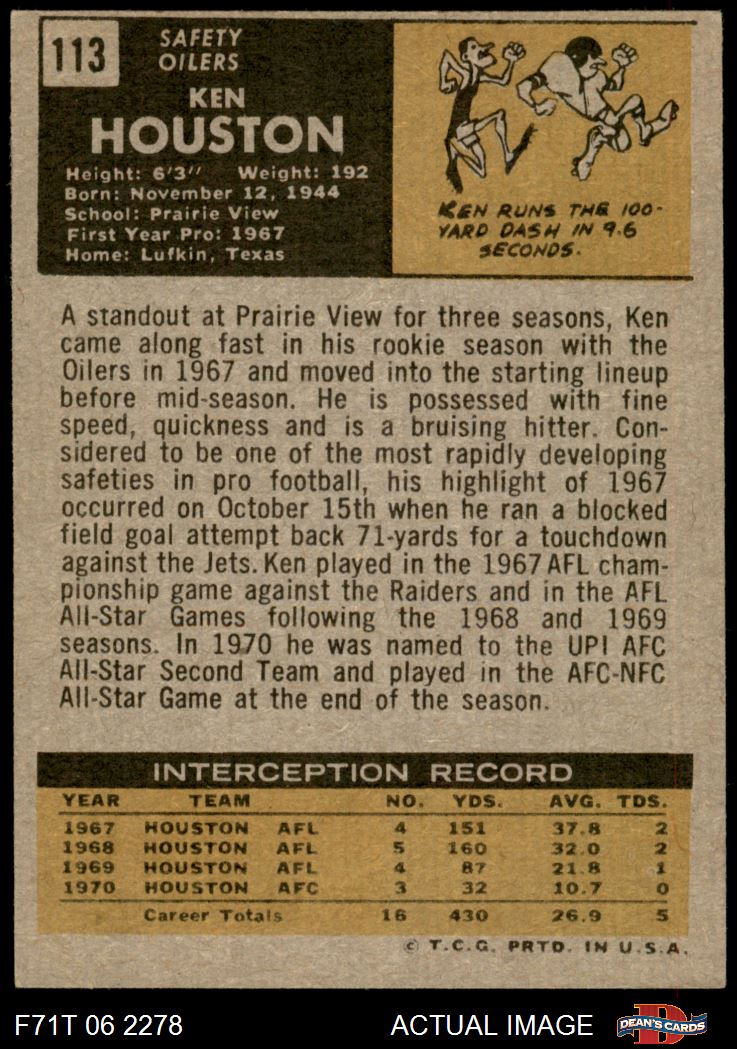 113
SAFETY
OILERS
KEN
HOUSTON
Height: 6'3" Weight: 192
Born: November 12, 1944
School: Prairie View
First Year Pro: 1967
Home: Lufkin, Texas
KEN RUNS THE 100-
YARD DASH IN 9.6
SECONDS.
A standout at Prairie View for three seasons, Ken
came along fast in his rookie season with the
Oilers in 1967 and moved into the starting lineup
before mid-season. He is possessed with fine
speed, quickness and is a bruising hitter. Con-
sidered to be one of the most rapidly developing
safeties in pro football, his highlight of 1967
occurred on October 15th when he ran a blocked
field goal attempt back 71-yards for a touchdown
against the Jets. Ken played in the 1967 AFL cham-
pionship game against the Raiders and in the AFL
All-Star Games following the 1968 and 1969
seasons. In 1970 he was named to the UPI AFC
All-Star Second Team and played in the AFC-NFC
All-Star Game at the end of the season.
INTERCEPTION RECORD
YEAR TEAM NO. YDS. AVG. TDS.
1967 HOUSTON AFL 4 151 37.8 2
1968 HOUSTON AFL 5 160 32.0 2
1969 HOUSTON AFL 4 87 21.8 1
1970 HOUSTON AFC 3 32 10.7 0
Career Totals 16 430 26.9 5
© T.C.G. PRTD. IN U.S.A.
F71T 06 2278 ACTUAL IMAGE
D
DEAN'S CARDS